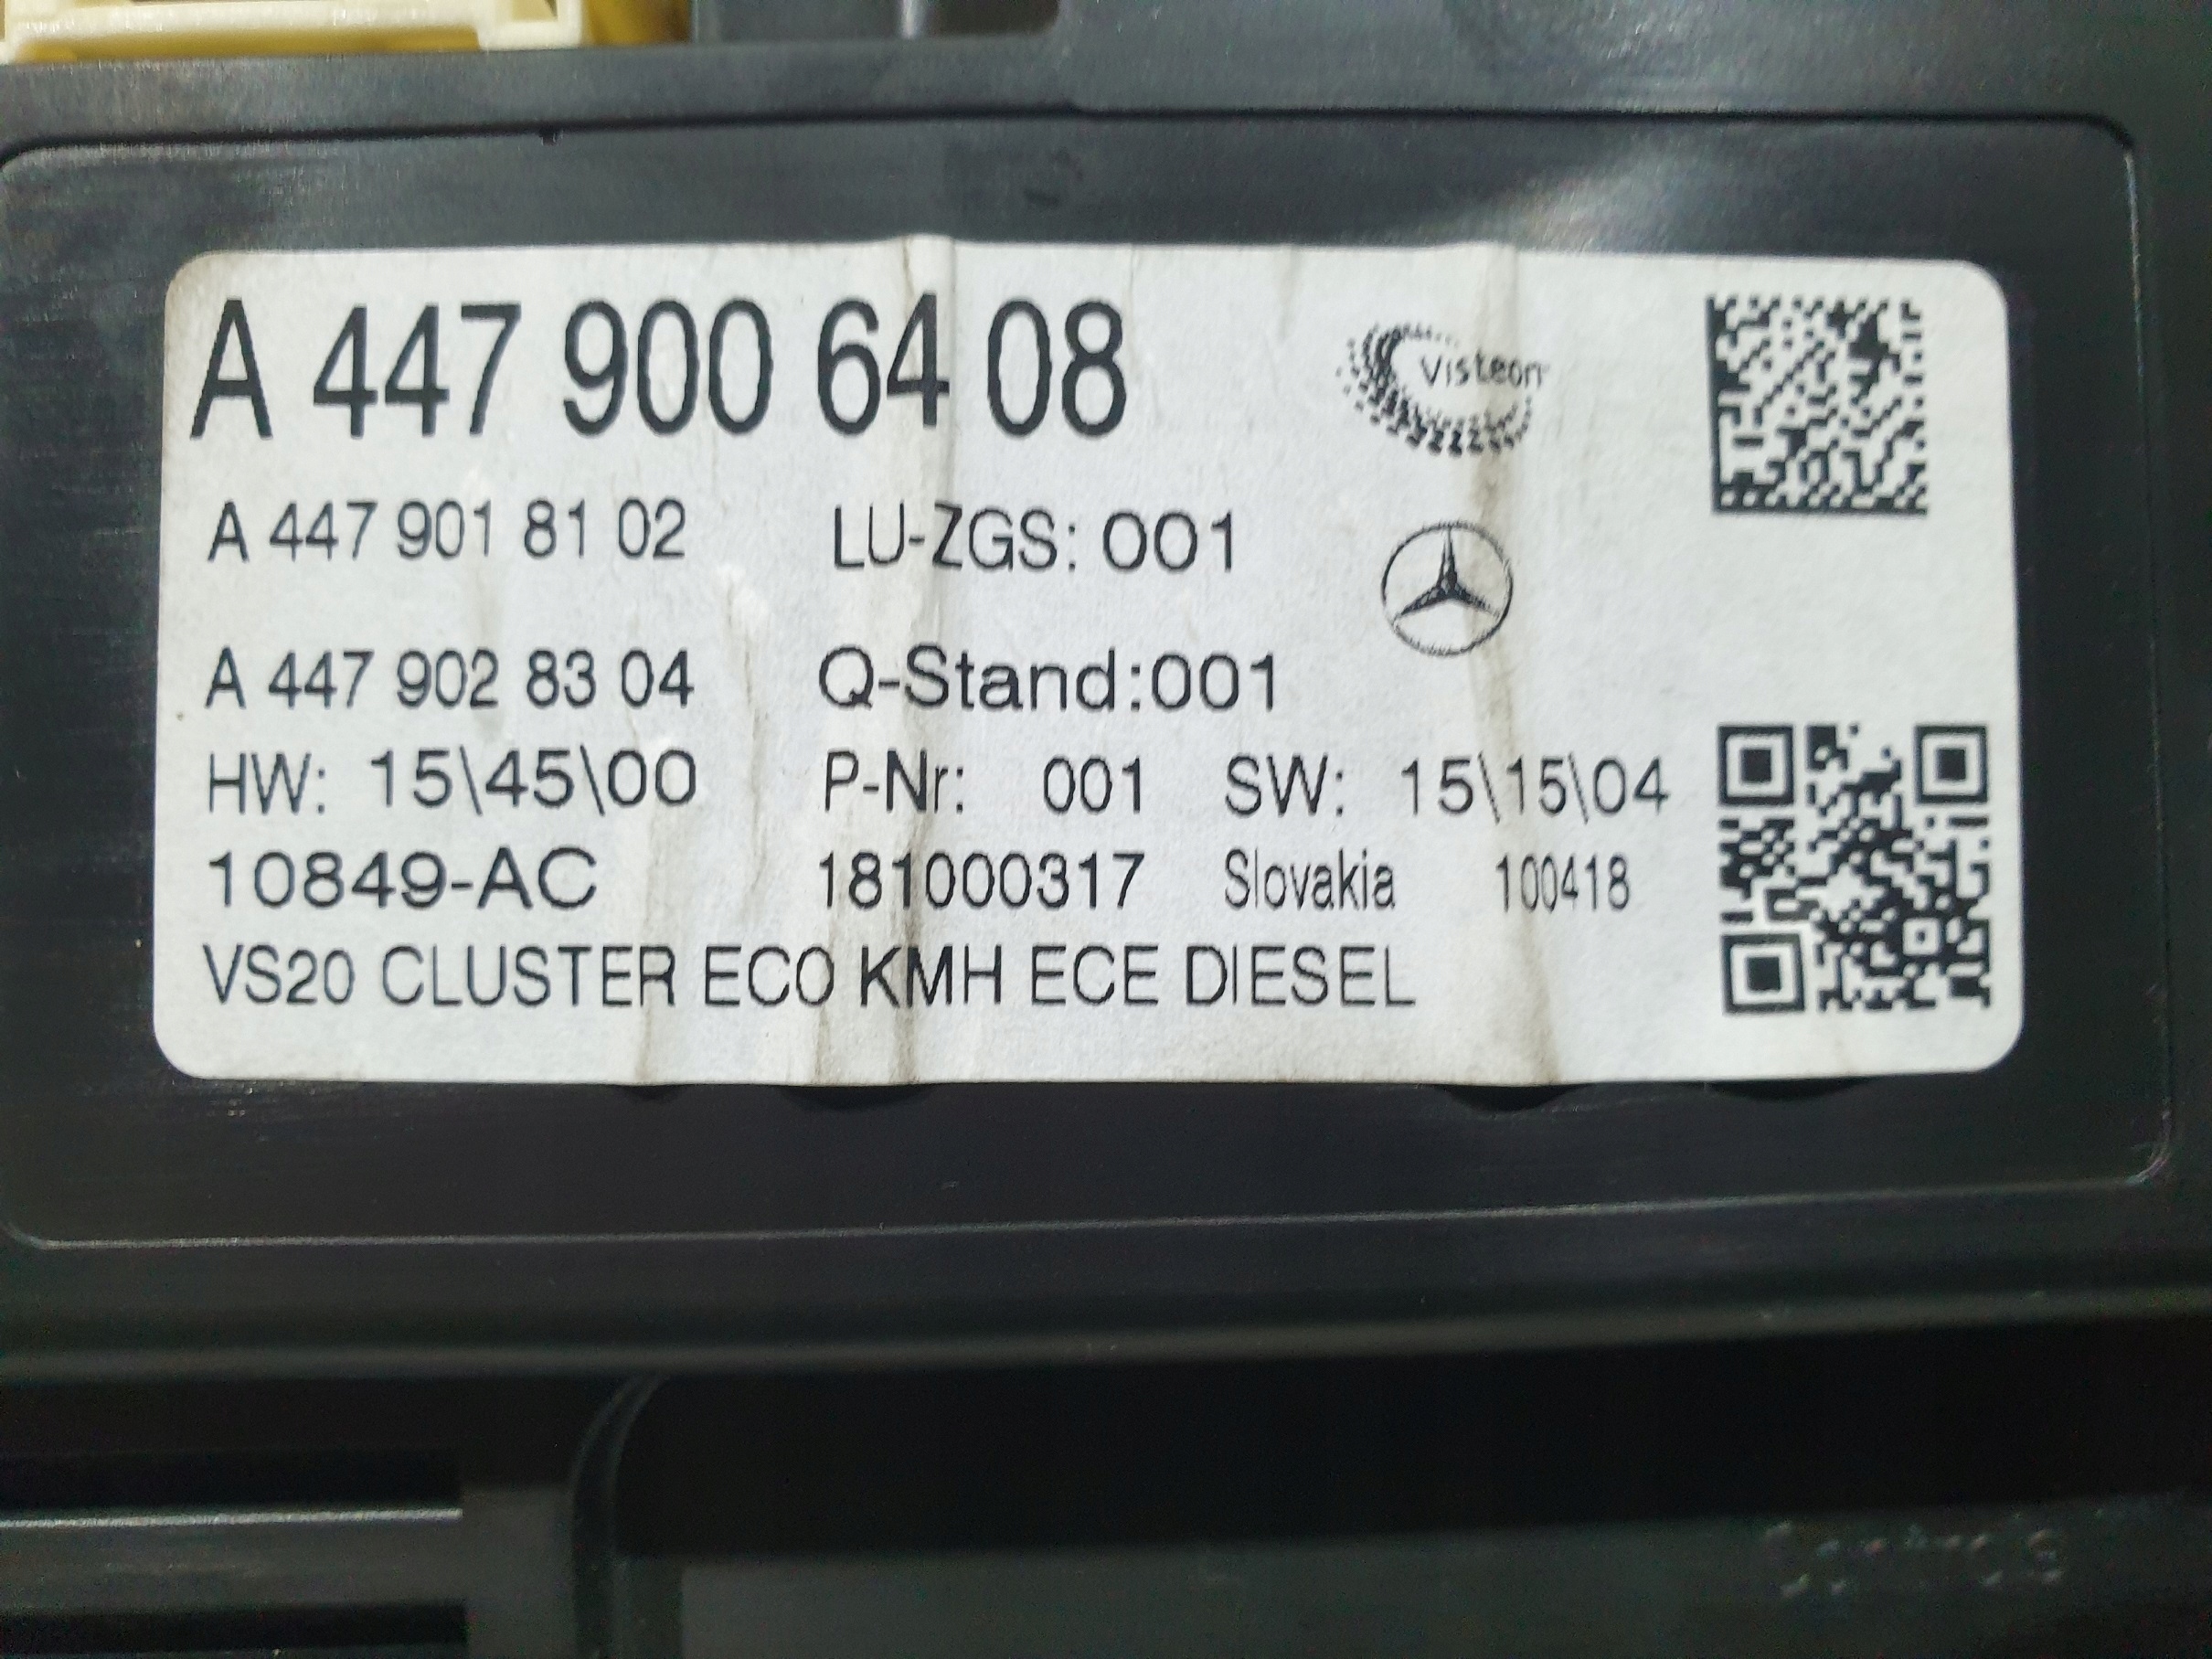 A 447 900 64 08
Visteon
A 447 901 81 02 LU-ZGS: 001
A 447 902 83 04 Q-Stand:001
HW: 15\45\00 P-Nr: 001 SW: 15\15\04
10849-AC 181000317 Slovakia 100418
VS20 CLUSTER ECO KMH ECE DIESEL